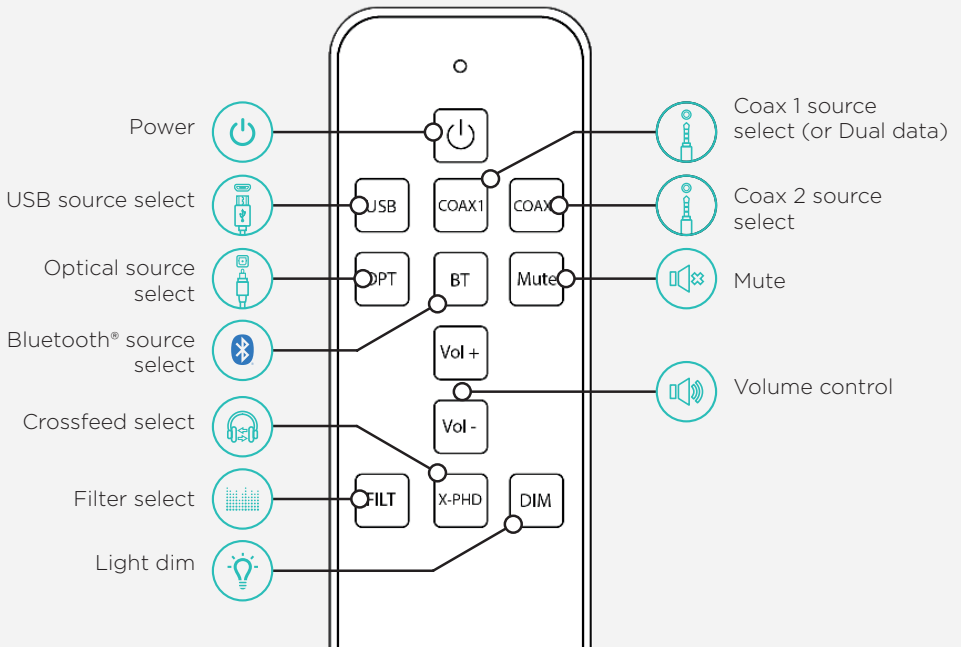 Power
USB source select
Optical source
select
Bluetooth® source
select
Crossfeed select
Filter select
Light dim
USB
COAX1
COAX
OPT
BT
Mute
Vol +
Vol -
FILT
X-PHD
DIM
Coax 1 source
select (or Dual data)
Coax 2 source
select
Mute
Volume control